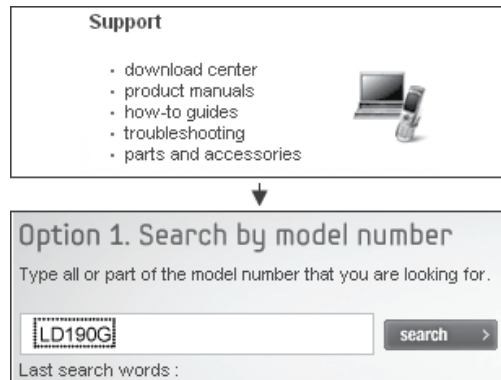 Support
· download center
· product manuals
· how-to guides
· troubleshooting
· parts and accessories
Option 1. Search by model number
Type all or part of the model number that you are looking for.
LD190G
search >
Last search words :